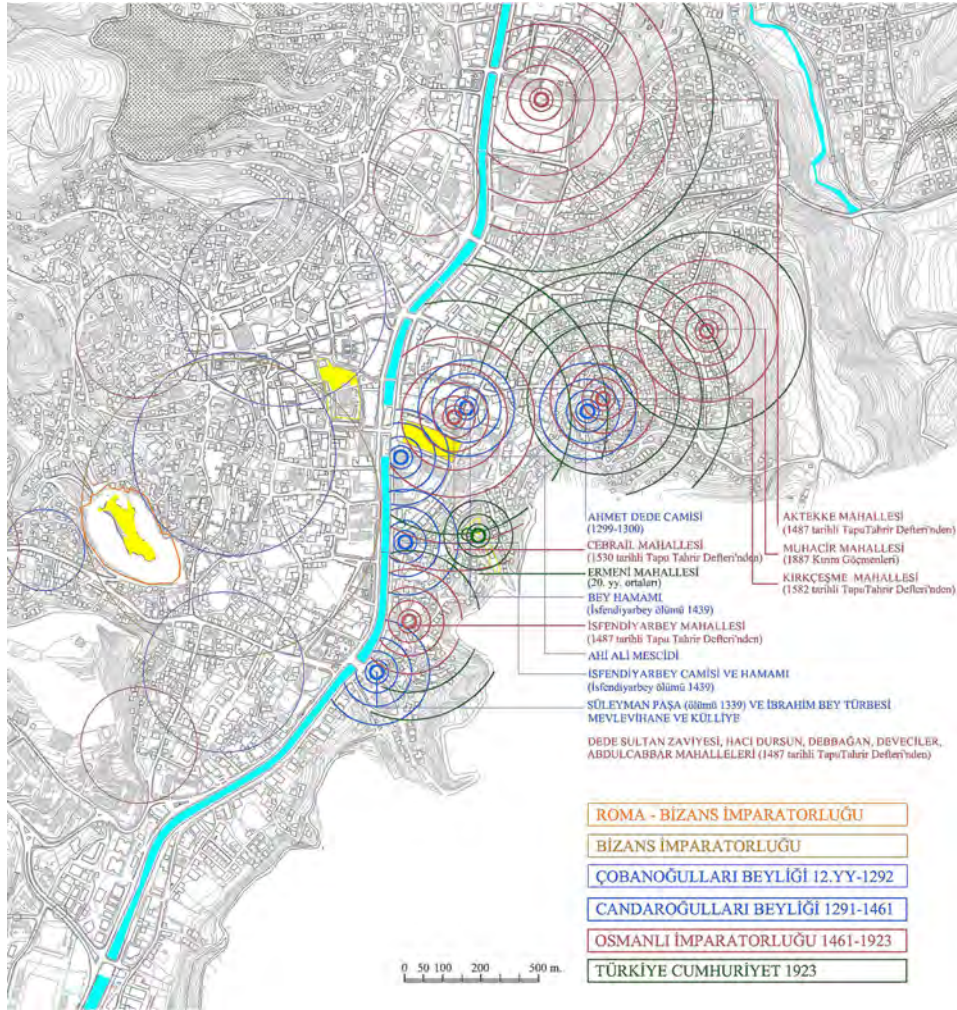 AHMET DEDE CAMİSİ
(1299-1300)
CEBRAİL MAHALLESİ
(1530 tarihli Tapu Tahrir Defteri'nden)
ERMENİ MAHALLESİ
(20. yy. ortaları)
BEY HAMAMI
(İsfendiyarbey ölümü 1439)
İSFENDİYARBEY MAHALLESİ
(1487 tarihli Tapu Tahrir Defteri'nden)
AHİ ALİ MESCİDİ
İSFENDİYARBEY CAMİSİ VE HAMAMI
(İsfendiyarbey ölümü 1439)
SÜLEYMAN PAŞA (ölümü 1339) VE İBRAHİM BEY TÜRBESİ
MEVLEVİHANE VE KÜLLİYE
DEDE SULTAN ZAVİYESİ, HACI DURSUN, DEBBAĞAN, DEVECİLER,
ABDULCABBAR MAHALLELERİ (1487 tarihli TapuTahrir Defteri'nden)
AKTEKKE MAHALLESİ
(1487 tarihli TapuTahrir Defteri'nden)
MUHACİR MAHALLESİ
(1887 Kırım Göçmenleri)
KIRKÇEŞME MAHALLESİ
(1582 tarihli TapuTahrir Defteri'nden)
ROMA - BİZANS İMPARATORLUĞU
BİZANS İMPARATORLUĞU
ÇOBANOĞULLARI BEYLİĞİ 12.YY-1292
CANDAROĞULLARI BEYLİĞİ 1291-1461
OSMANLI İMPARATORLUĞU 1461-1923
TÜRKİYE CUMHURİYET 1923
0 50 100 200 500 m.